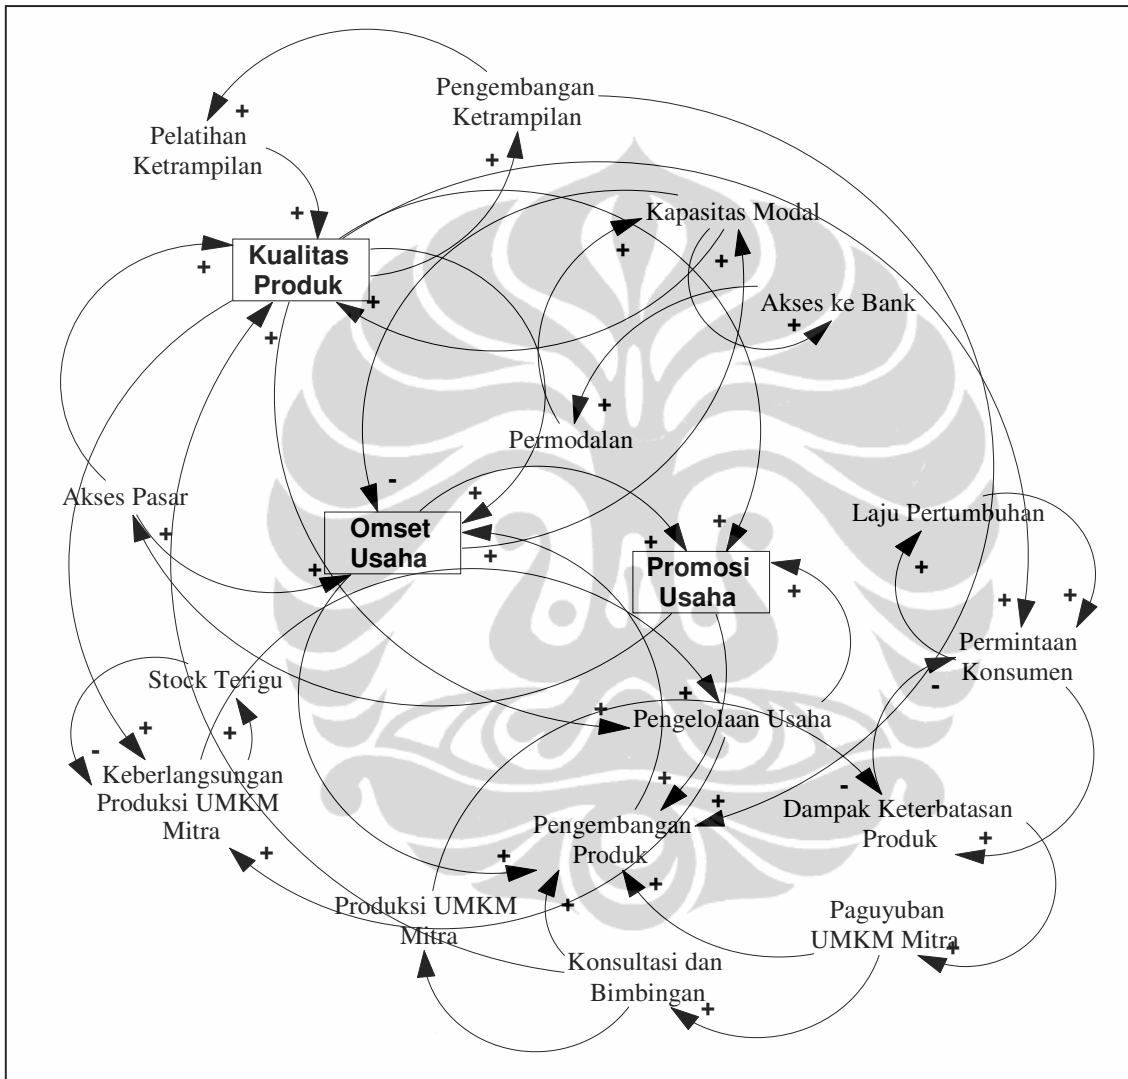 Pengembangan
Ketrampilan
+
Pelatihan
Ketrampilan
+
+
Kapasitas Modal
Kualitas
Produk
+
+
+
+
+
Akses ke Bank
+
+
Permodalan
-
Akses Pasar
+
+
+
Laju Pertumbuhan
Omset
Usaha
+
+
+
Promosi
Usaha
+
+
+
+
Permintaan
Konsumen
-
Stock Terigu
+
+
Pengelolaan Usaha
+
+
-
Keberlangsungan
Produksi UMKM
Mitra
+
+
-
Dampak Keterbatasan
Produk
+
Pengembangan
Produk
+
+
+
Produksi UMKM
Mitra
+
Paguyuban
UMKM Mitra
+
Konsultasi dan
Bimbingan
+